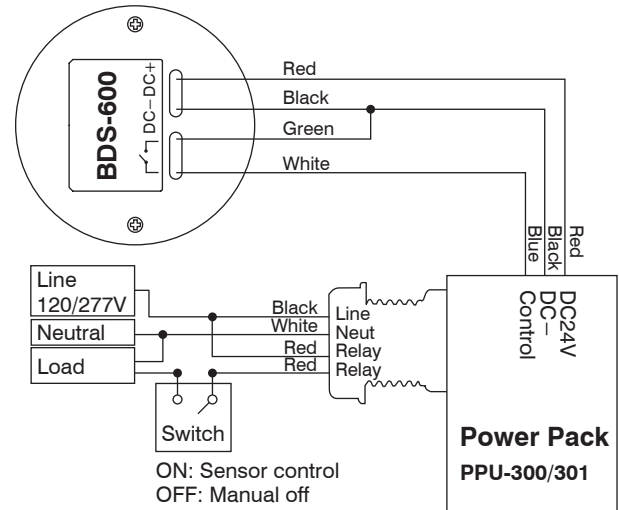 BDS-600
DC− DC+
Red
Black
Green
White
Blue
Black
Red
Line
120/277V
Neutral
Load
Black
White
Red
Red
Line
Neut
Relay
Relay
DC24V
DC−
Control
Switch
Power Pack
PPU-300/301
ON: Sensor control
OFF: Manual off